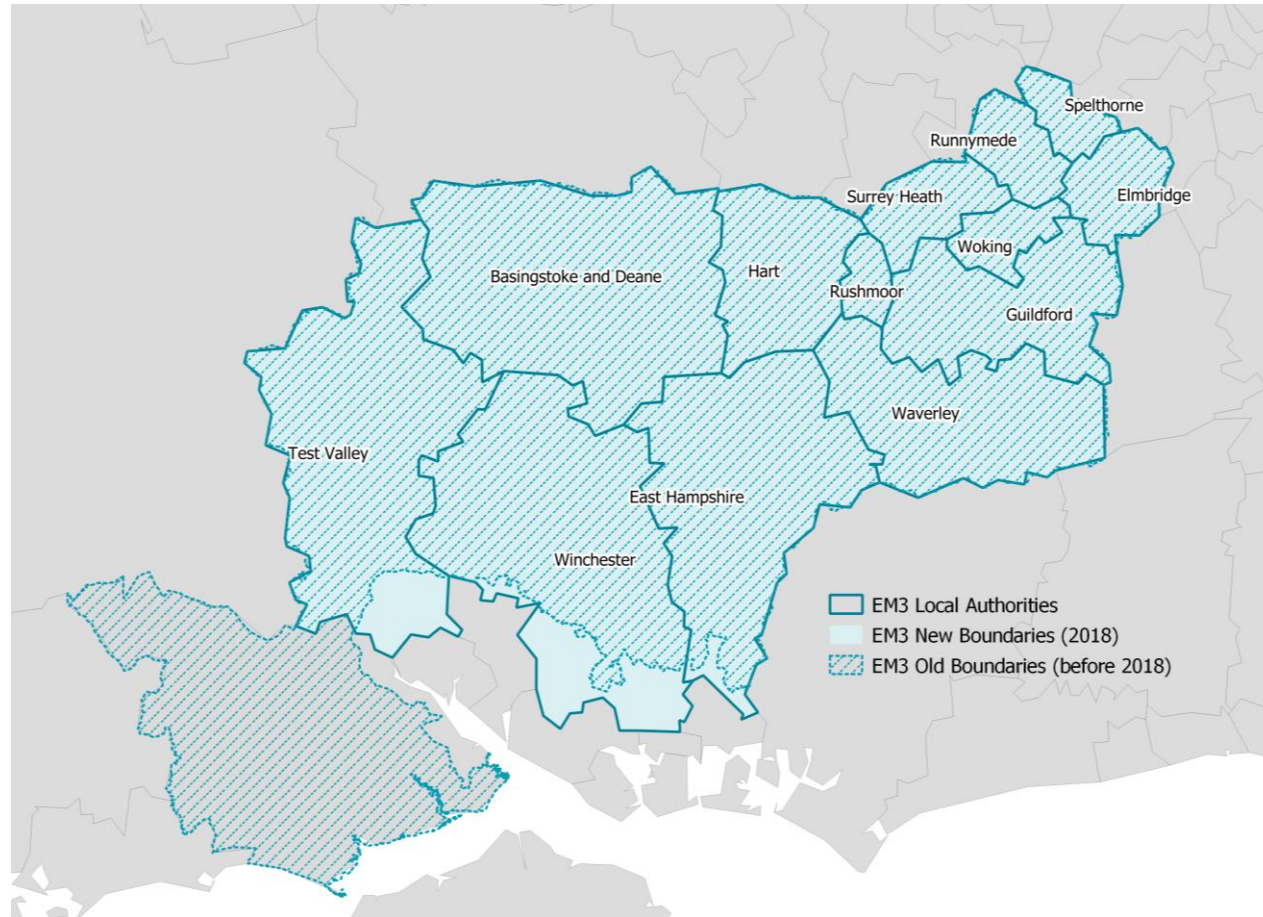 Spelthorne
Runnymede
Surrey Heath
Elmbridge
Woking
Basingstoke and Deane
Hart
Rushmoor
Guildford
Waverley
Test Valley
East Hampshire
Winchester
EM3 Local Authorities
EM3 New Boundaries (2018)
EM3 Old Boundaries (before 2018)